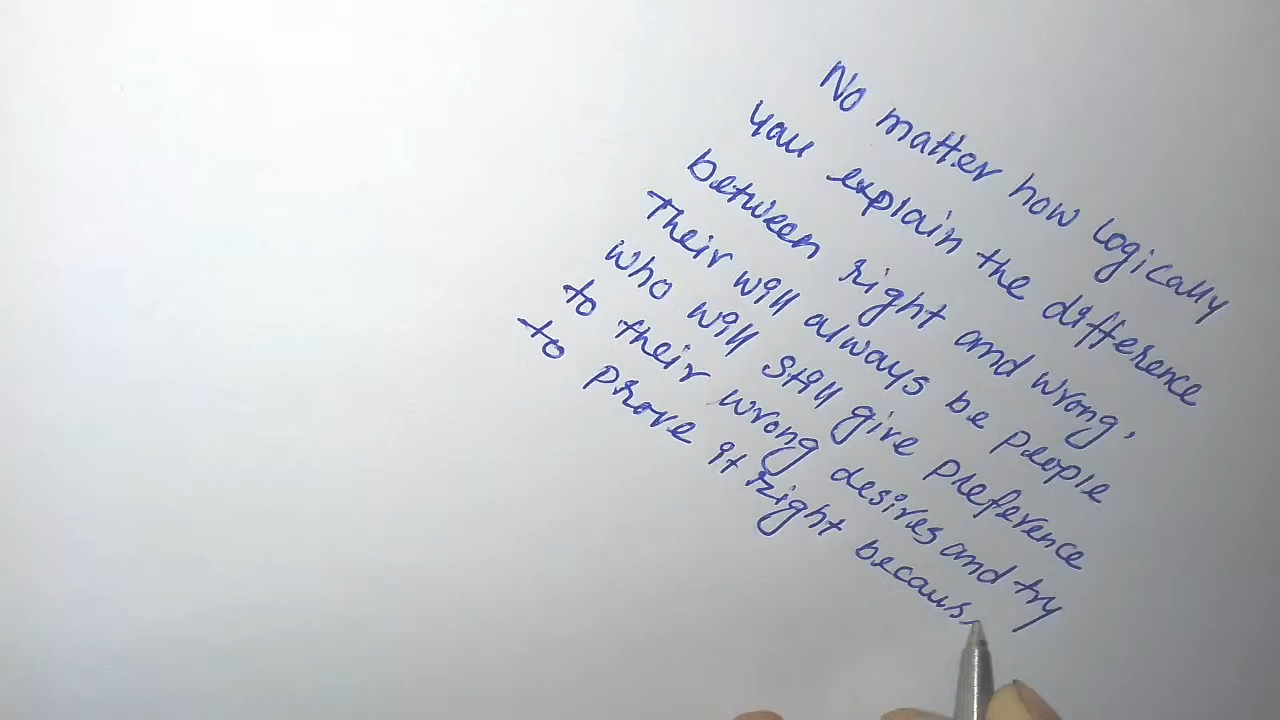 No matter how logically
you explain the difference
between right and wrong,
Their will always be people
who will still give preference
to their wrong desires and try
to prove it right becaus